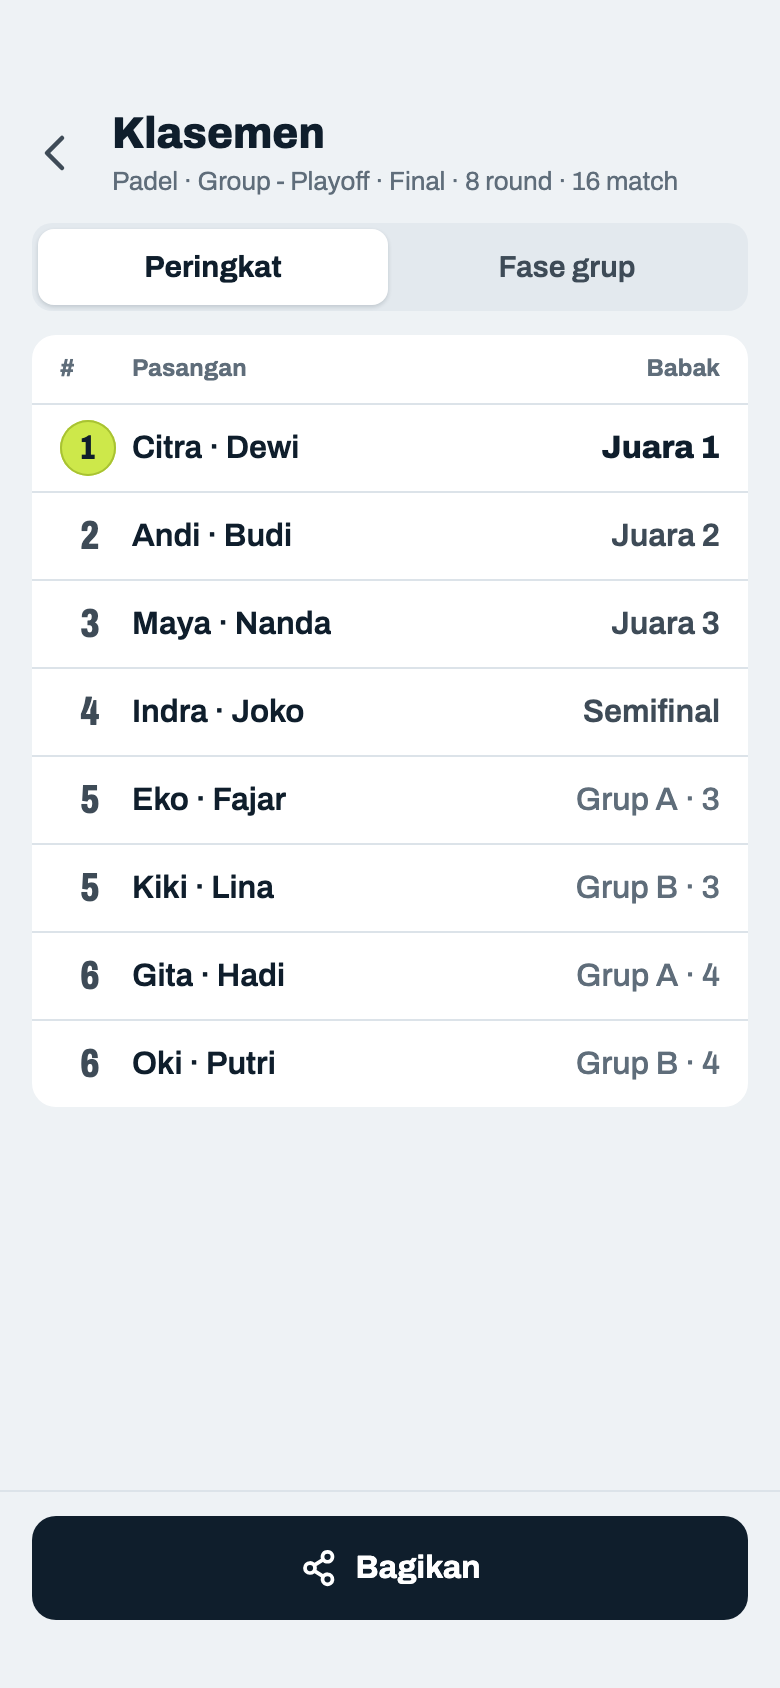 Klasemen
Padel · Group - Playoff · Final · 8 round · 16 match
Peringkat Fase grup
# Pasangan Babak
1 Citra · Dewi Juara 1
2 Andi · Budi Juara 2
3 Maya · Nanda Juara 3
4 Indra · Joko Semifinal
5 Eko · Fajar Grup A · 3
5 Kiki · Lina Grup B · 3
6 Gita · Hadi Grup A · 4
6 Oki · Putri Grup B · 4
Bagikan